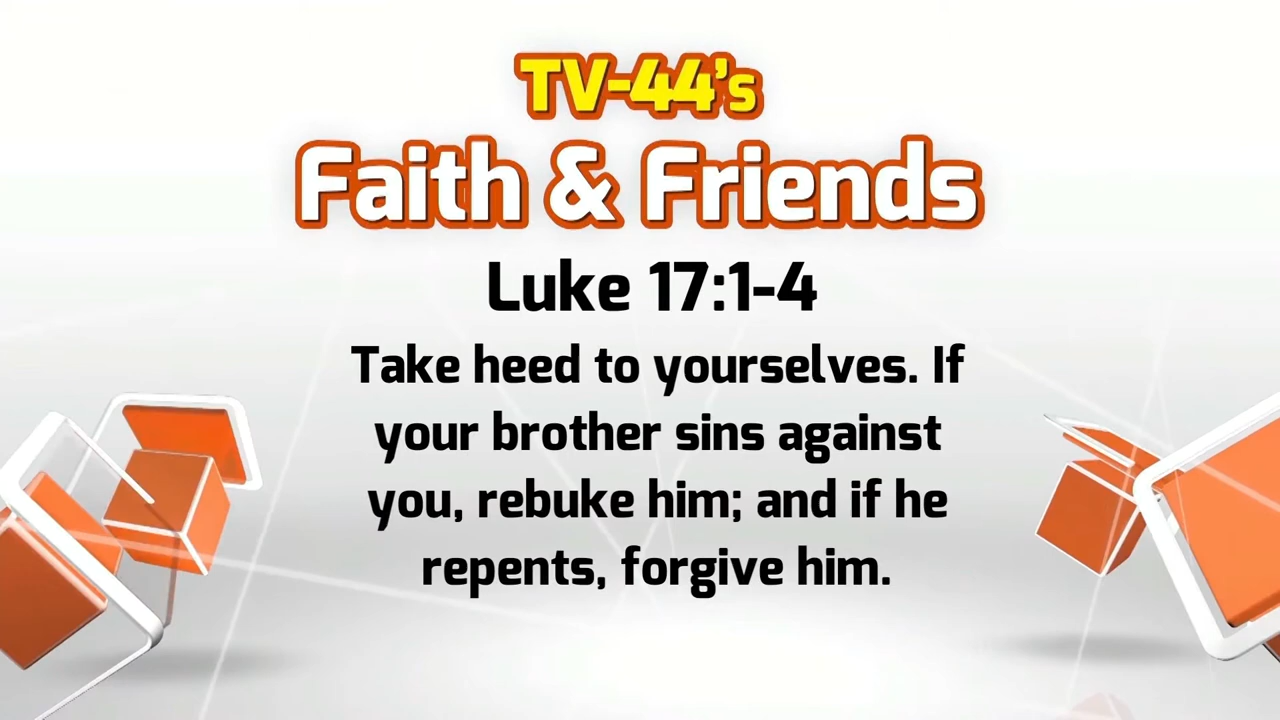 TV-44's
Faith & Friends
Luke 17:1-4
Take heed to yourselves. If
your brother sins against
you, rebuke him; and if he
repents, forgive him.